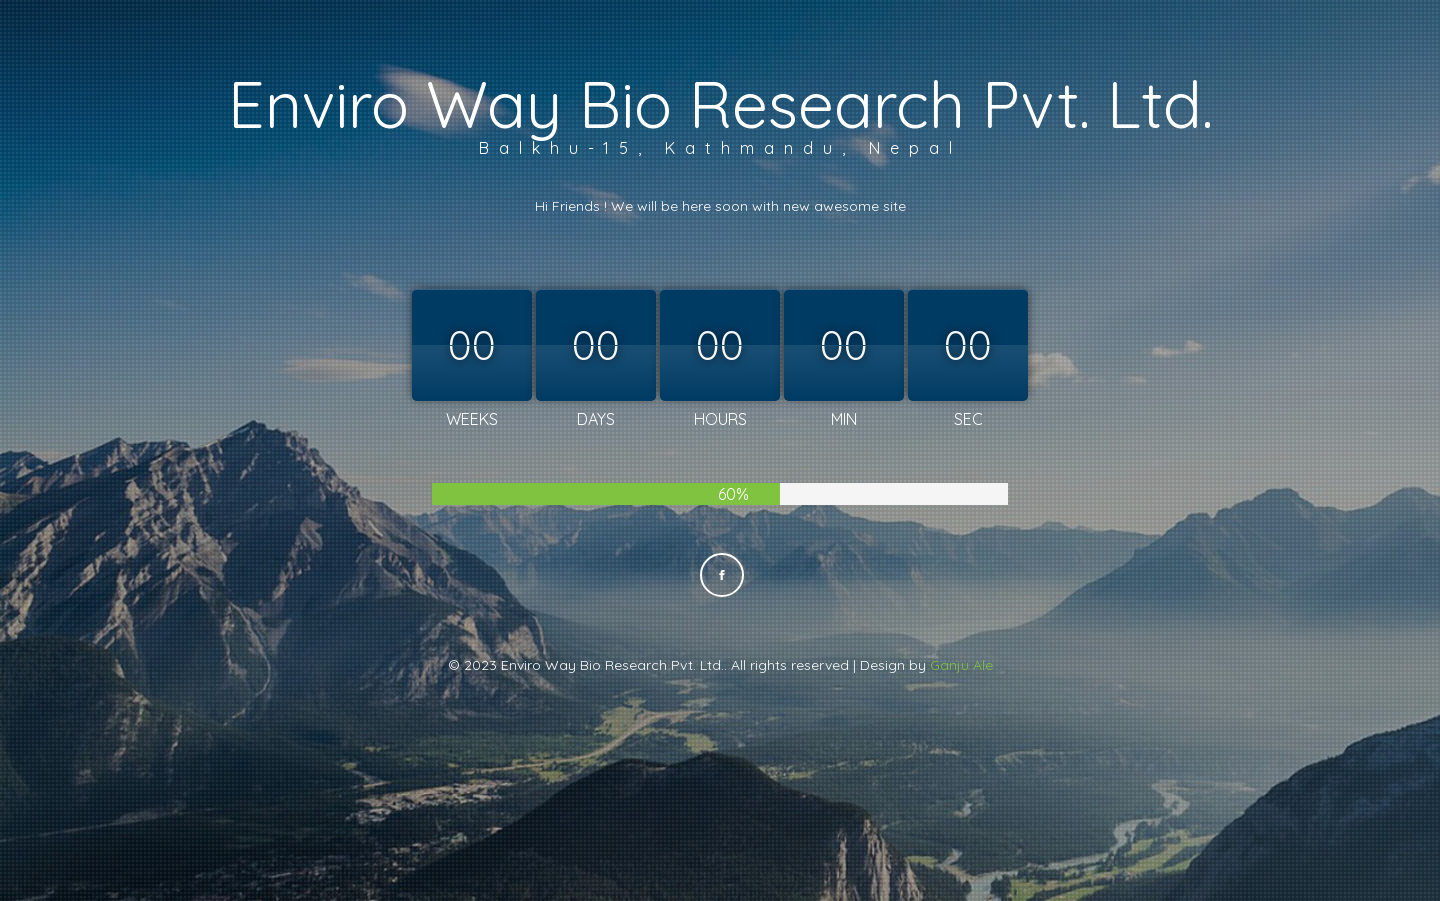 Enviro Way Bio Research Pvt. Ltd.
Balkhu-15, Kathmandu, Nepal
Hi Friends ! We will be here soon with new awesome site
00 00 00 00 00
WEEKS DAYS HOURS MIN SEC
60%
f
© 2023 Enviro Way Bio Research Pvt. Ltd.. All rights reserved | Design by Ganju Ale